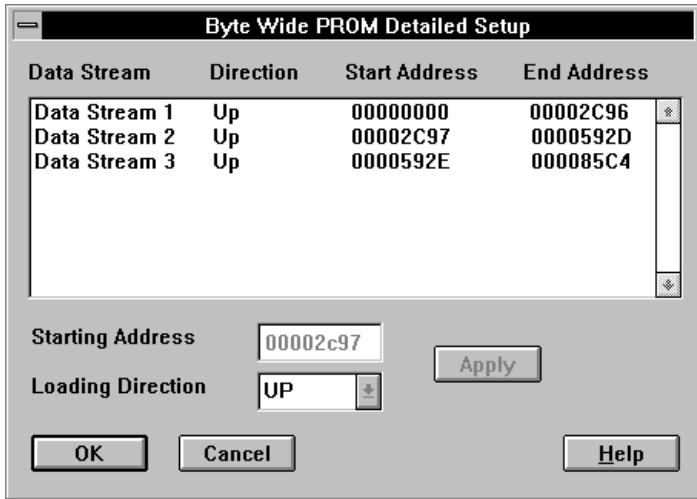 Byte Wide PROM Detailed Setup
Data Stream Direction Start Address End Address
Data Stream 1 Up 00000000 00002C96
Data Stream 2 Up 00002C97 0000592D
Data Stream 3 Up 0000592E 000085C4
Starting Address 00002c97
Apply
Loading Direction UP
OK Cancel Help